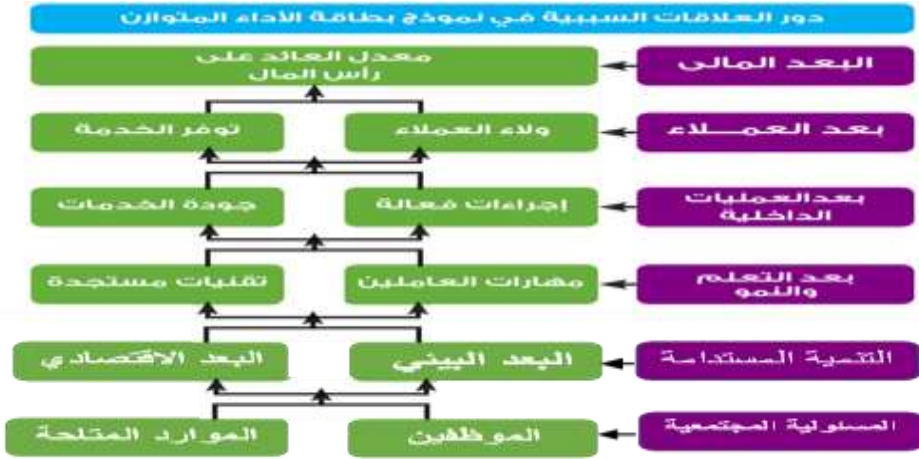 دور العلاقات السببية في نموذج بطاقة الأداء المتوازن
البعد المالى
معدل العائد على
رأس المال
بعد العمـــلاء
ولاء العملاء
توفر الخدمة
بعدالعمليات
الداخلية
إجراءات فعالة
جودة الخدمات
بعد التعلم
والنمو
مهارات العاملين
تقنيات مستجدة
التنمية المستدامة
البعد البيئي
البعد الاقتصادي
المسئولية المجتمعية
الموظفين
الموارد المتاحة